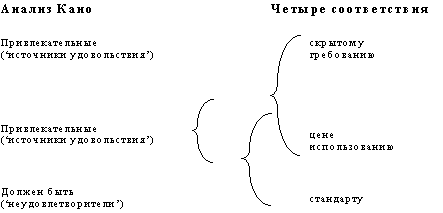 Анализ Кано
Четыре соответствия
Привлекательные
(‘источники удовольствия’)
скрытому
требованию
Привлекательные
(‘источники удовольствия’)
цене
использованию
Должен быть
(‘неудовлетворители’)
стандарту